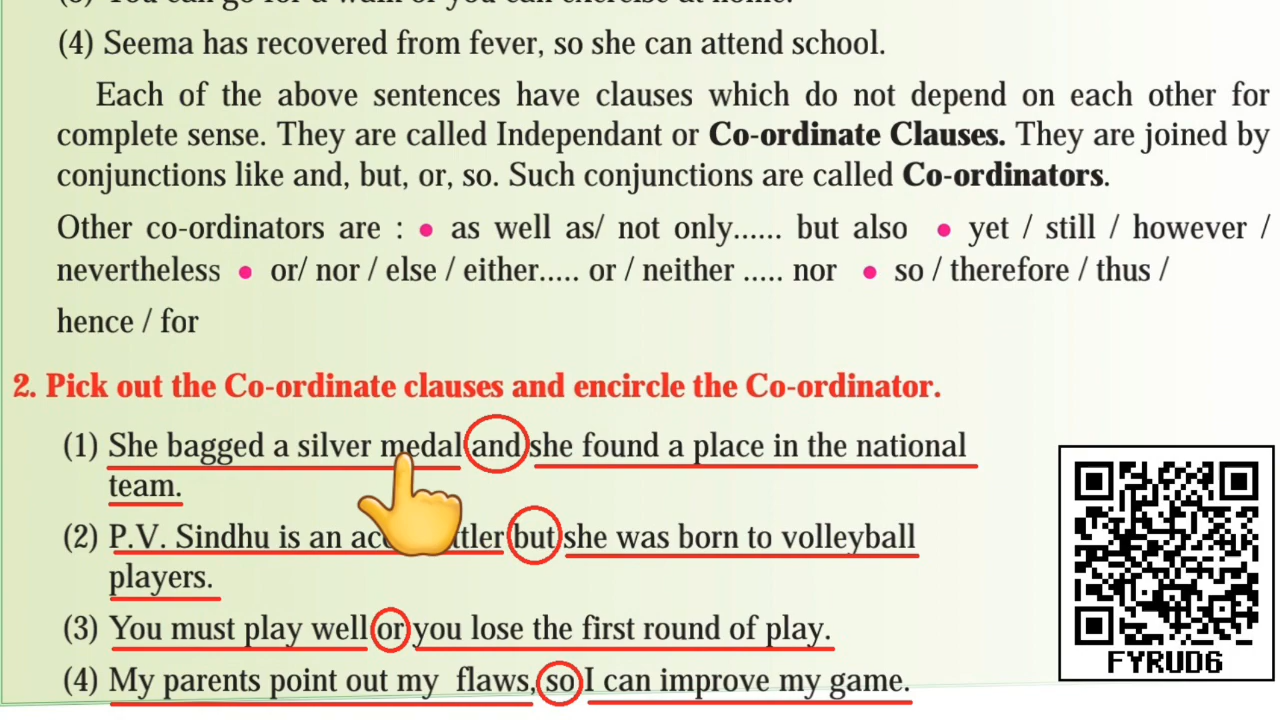 (4) Seema has recovered from fever, so she can attend school.
Each of the above sentences have clauses which do not depend on each other for
complete sense. They are called Independant or Co-ordinate Clauses. They are joined by
conjunctions like and, but, or, so. Such conjunctions are called Co-ordinators.
Other co-ordinators are : • as well as/ not only...... but also • yet / still / however /
nevertheless • or/ nor / else / either..... or / neither ..... nor • so / therefore / thus /
hence / for
2. Pick out the Co-ordinate clauses and encircle the Co-ordinator.
(1) She bagged a silver medal and she found a place in the national
team.
(2) P.V. Sindhu is an but she was born to volleyball
players.
(3) You must play well or you lose the first round of play.
(4) My parents point out my flaws, so I can improve my game.
FYRUD6